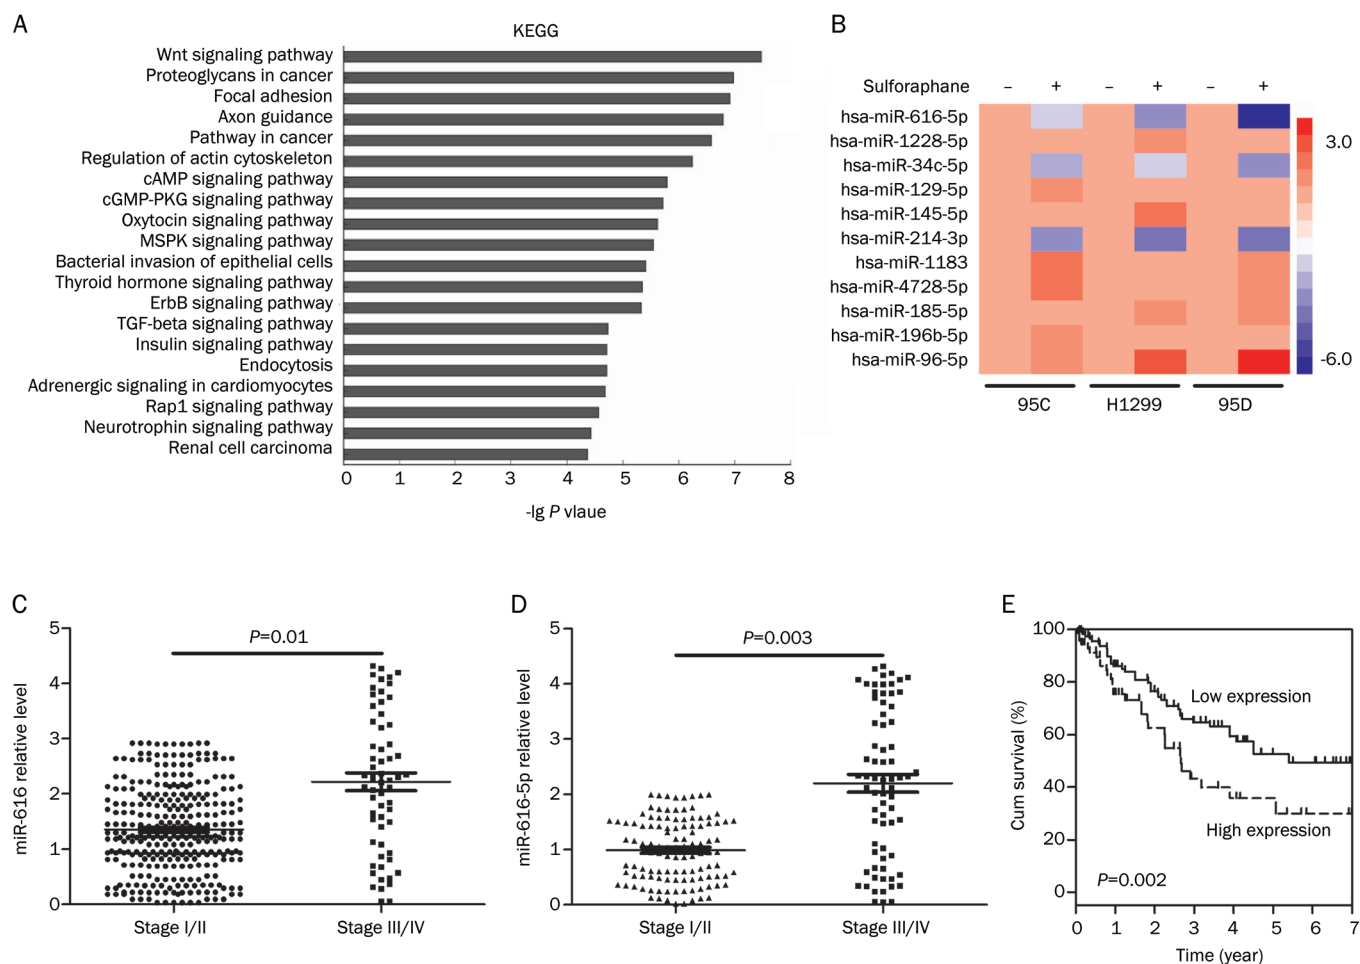 A
KEGG
Wnt signaling pathway
Proteoglycans in cancer
Focal adhesion
Axon guidance
Pathway in cancer
Regulation of actin cytoskeleton
cAMP signaling pathway
cGMP-PKG signaling pathway
Oxytocin signaling pathway
MSPK signaling pathway
Bacterial invasion of epithelial cells
Thyroid hormone signaling pathway
ErbB signaling pathway
TGF-beta signaling pathway
Insulin signaling pathway
Endocytosis
Adrenergic signaling in cardiomyocytes
Rap1 signaling pathway
Neurotrophin signaling pathway
Renal cell carcinoma
0 1 2 3 4 5 6 7 8
-lg P vlaue
B
Sulforaphane – + – + – +
hsa-miR-616-5p
hsa-miR-1228-5p
hsa-miR-34c-5p
hsa-miR-129-5p
hsa-miR-145-5p
hsa-miR-214-3p
hsa-miR-1183
hsa-miR-4728-5p
hsa-miR-185-5p
hsa-miR-196b-5p
hsa-miR-96-5p
3.0
-6.0
95C H1299 95D
C
miR-616 relative level
5
4
3
2
1
0
P=0.01
Stage I/II Stage III/IV
D
miR-616-5p relative level
5
4
3
2
1
0
P=0.003
Stage I/II Stage III/IV
E
Cum survival (%)
100
80
60
40
20
0
Low expression
High expression
P=0.002
0 1 2 3 4 5 6 7
Time (year)